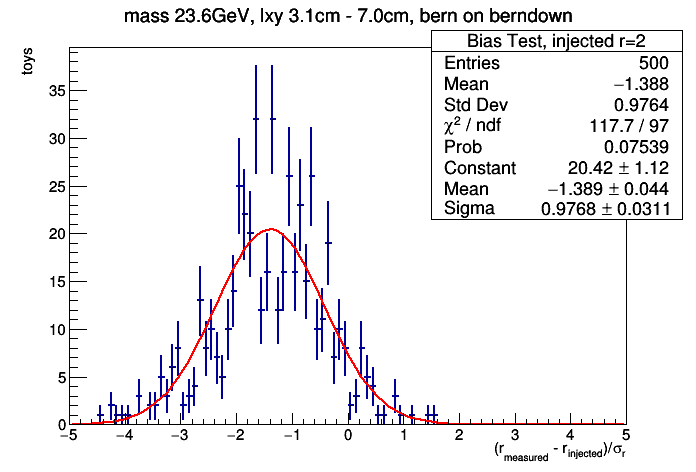 mass 23.6GeV, lxy 3.1cm - 7.0cm, bern on berndown
Bias Test, injected r=2
Entries 500
Mean −1.388
Std Dev 0.9764
χ² / ndf 117.7 / 97
Prob 0.07539
Constant 20.42 ± 1.12
Mean −1.389 ± 0.044
Sigma 0.9768 ± 0.0311
toys
35
30
25
20
15
10
5
0
−5 −4 −3 −2 −1 0 1 2 3 4 5
(r_measured - r_injected)/σ_r